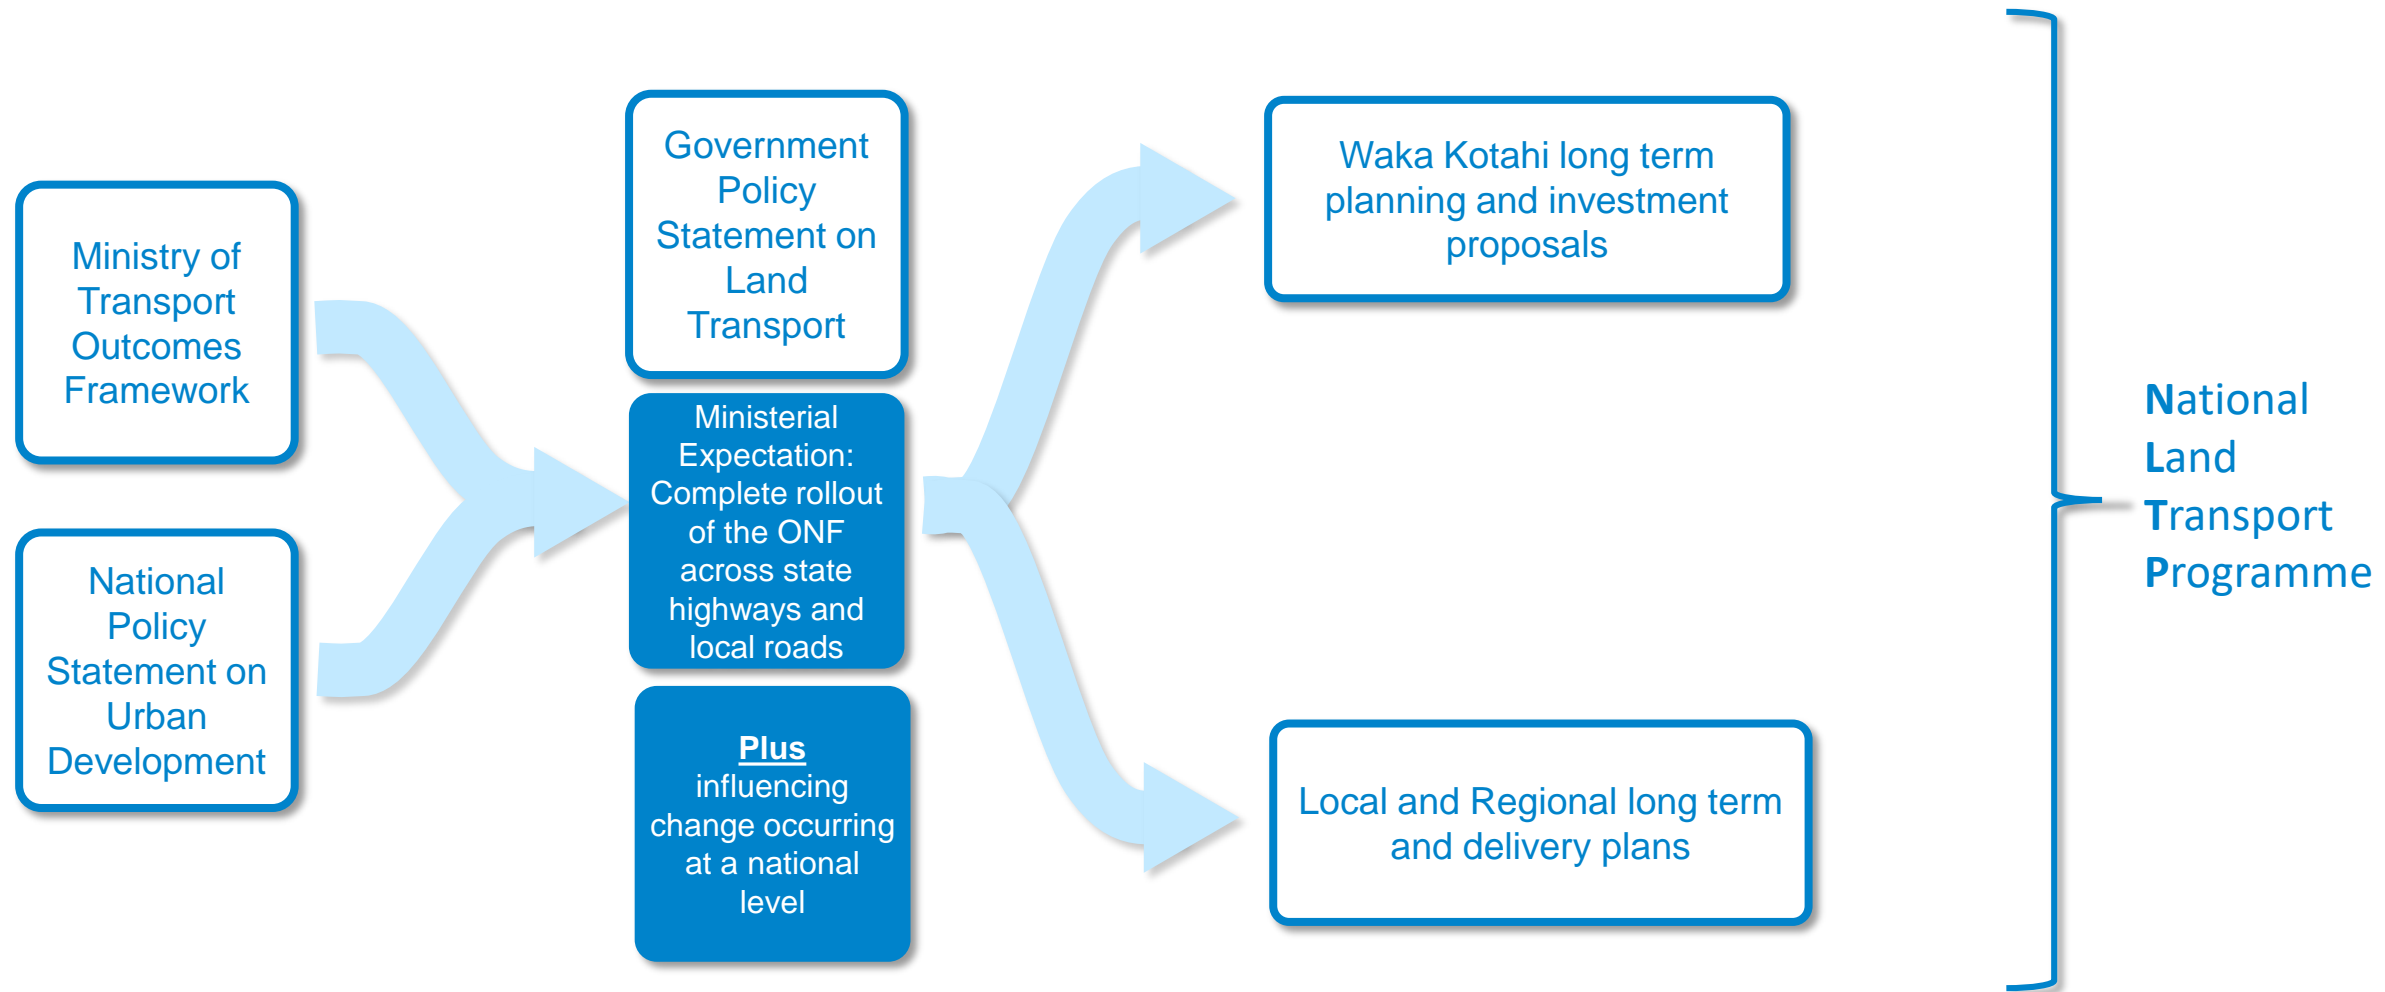 Ministry of
Transport
Outcomes
Framework
National
Policy
Statement on
Urban
Development
Government
Policy
Statement on
Land
Transport
Ministerial
Expectation:
Complete rollout
of the ONF
across state
highways and
local roads
Plus
influencing
change occurring
at a national
level
Waka Kotahi long term
planning and investment
proposals
Local and Regional long term
and delivery plans
National
Land
Transport
Programme